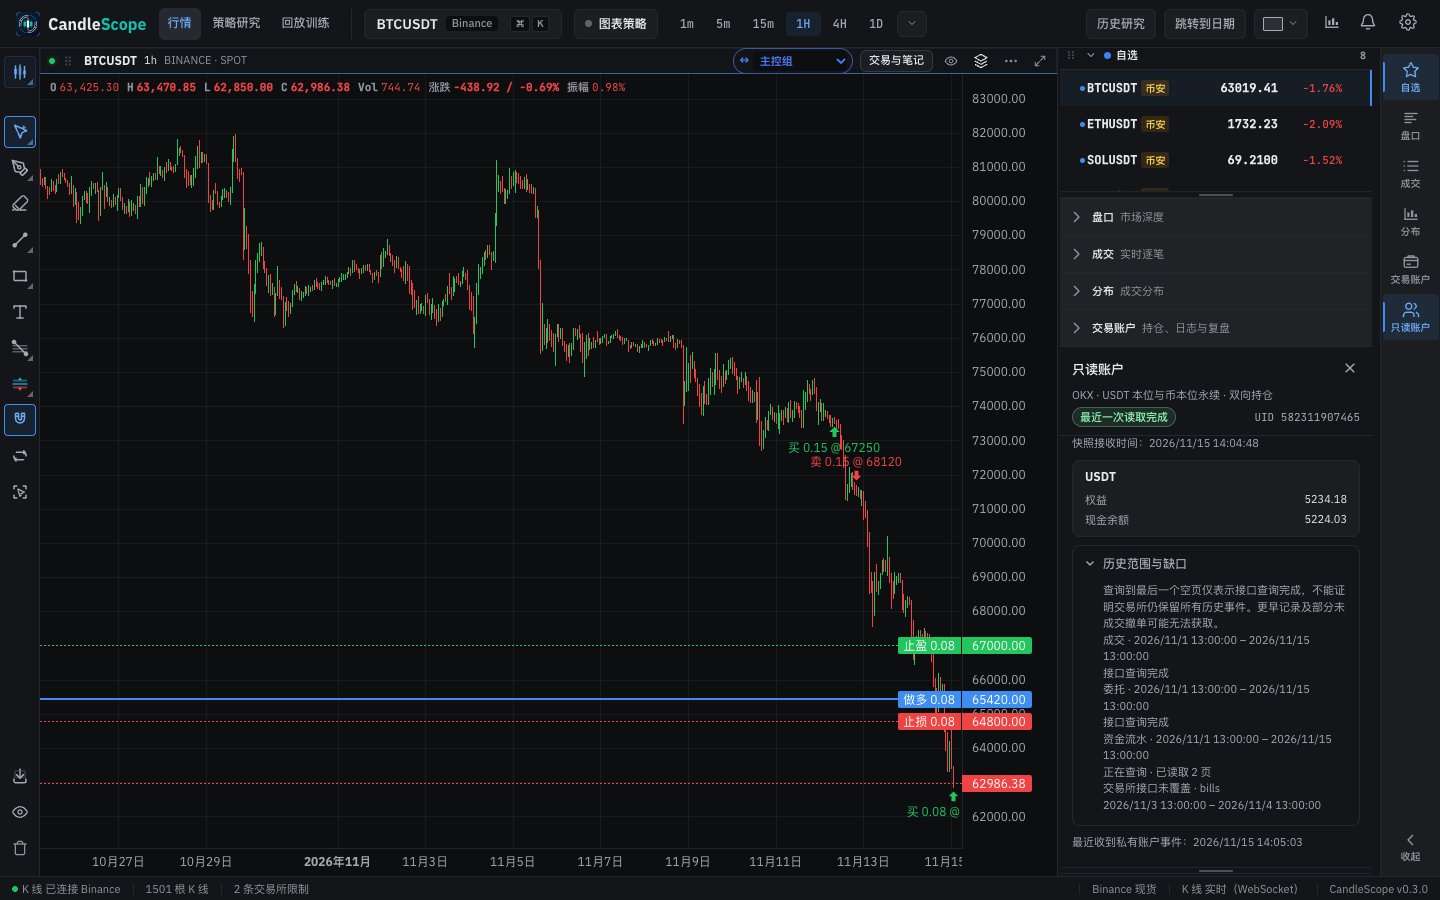 CandleScope
行情
策略研究
回放训练
BTCUSDT Binance ⌘ K
图表策略
1m 5m 15m 1H 4H 1D
历史研究
跳转到日期
BTCUSDT 1h BINANCE · SPOT
主控组
交易与笔记
O 63,425.30 H 63,470.85 L 62,850.00 C 62,986.38 Vol 744.74 涨跌 -438.92 / -0.69% 振幅 0.98%
83000.00
82000.00
81000.00
80000.00
79000.00
78000.00
77000.00
76000.00
75000.00
74000.00
73000.00
72000.00
71000.00
70000.00
69000.00
68000.00
67000.00
66000.00
65420.00
64800.00
64000.00
62986.38
62000.00
买 0.15 @ 67250
卖 0.15 @ 68120
止盈 0.08
做多 0.08
止损 0.08
买 0.08 @
10月27日 10月29日 2026年11月 11月3日 11月5日 11月7日 11月9日 11月11日 11月13日 11月15
自选 8
BTCUSDT 币安 63019.41 -1.76%
ETHUSDT 币安 1732.23 -2.09%
SOLUSDT 币安 69.2100 -1.52%
盘口 市场深度
成交 实时逐笔
分布 成交分布
交易账户 持仓、日志与复盘
只读账户
OKX · USDT 本位与币本位永续 · 双向持仓
最近一次读取完成 UID 582311907465
快照接收时间：2026/11/15 14:04:48
USDT
权益 5234.18
现金余额 5224.03
历史范围与缺口
查询到最后一个空页仅表示接口查询完成，不能证
明交易所仍保留所有历史事件。更早记录及部分未
成交撤单可能无法获取。
成交 · 2026/11/1 13:00:00 – 2026/11/15
13:00:00
接口查询完成
委托 · 2026/11/1 13:00:00 – 2026/11/15
13:00:00
接口查询完成
资金流水 · 2026/11/1 13:00:00 – 2026/11/15
13:00:00
正在查询 · 已读取 2 页
交易所接口未覆盖 · bills
2026/11/3 13:00:00 – 2026/11/4 13:00:00
最近收到私有账户事件：2026/11/15 14:05:03
自选
盘口
成交
分布
交易账户
只读账户
收起
K 线 已连接 Binance
1501 根 K 线
2 条交易所限制
Binance 现货
K 线 实时（WebSocket）
CandleScope v0.3.0